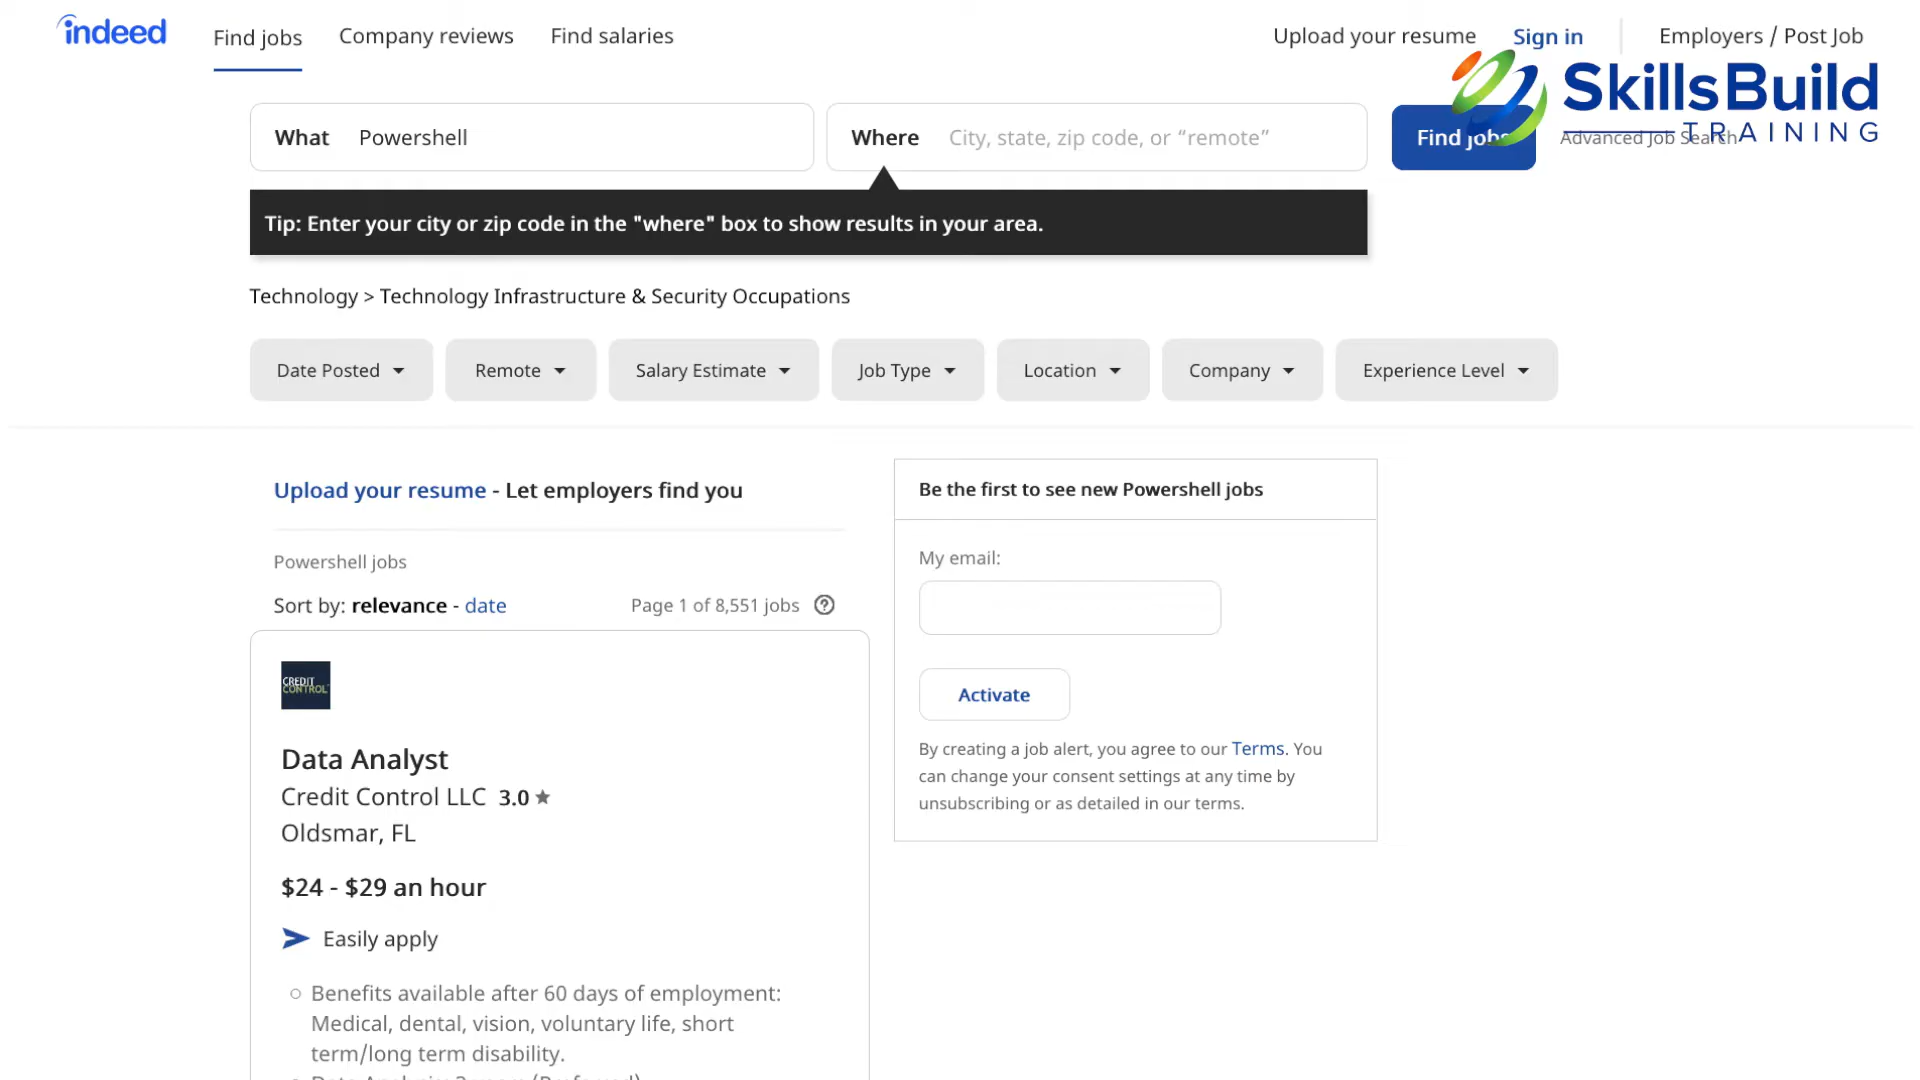 indeed
Find jobs
Company reviews
Find salaries
Upload your resume
Sign in
Employers / Post Job
SkillsBuild
TRAINING
What
Powershell
Where
City, state, zip code, or “remote”
Find jobs
Advanced Job Search
Tip: Enter your city or zip code in the "where" box to show results in your area.
Technology > Technology Infrastructure & Security Occupations
Date Posted
Remote
Salary Estimate
Job Type
Location
Company
Experience Level
Upload your resume - Let employers find you
Powershell jobs
Sort by: relevance - date
Page 1 of 8,551 jobs
Be the first to see new Powershell jobs
My email:
Activate
By creating a job alert, you agree to our Terms. You
can change your consent settings at any time by
unsubscribing or as detailed in our terms.
CREDIT
CONTROL
Data Analyst
Credit Control LLC 3.0
Oldsmar, FL
$24 - $29 an hour
Easily apply
Benefits available after 60 days of employment:
Medical, dental, vision, voluntary life, short
term/long term disability.